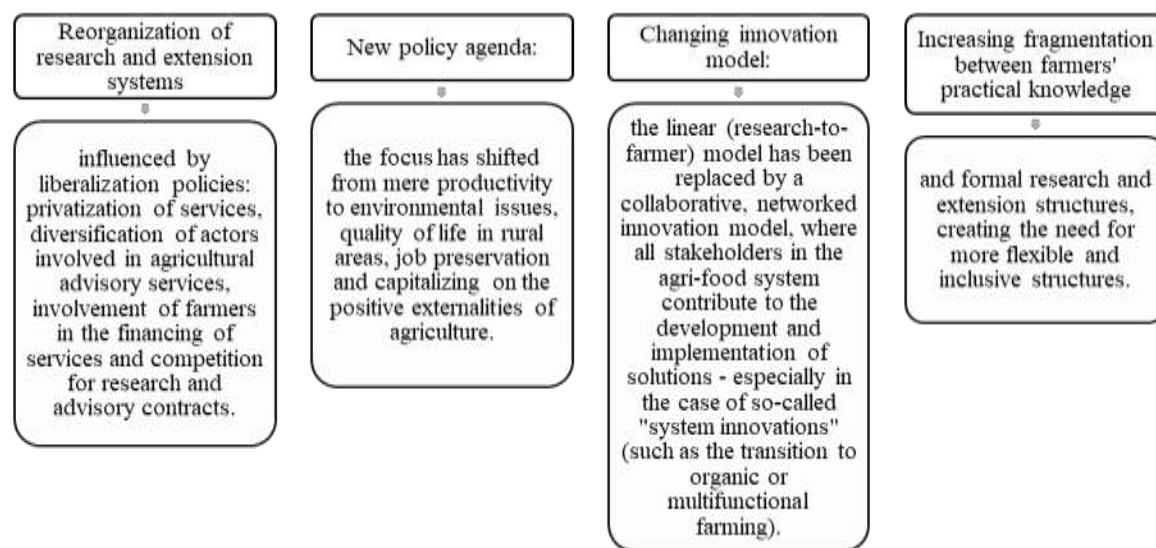 Reorganization of
research and extension
systems
influenced by
liberalization policies:
privatization of services,
diversification of actors
involved in agricultural
advisory services,
involvement of farmers
in the financing of
services and competition
for research and
advisory contracts.
New policy agenda:
the focus has shifted
from mere productivity
to environmental issues,
quality of life in rural
areas, job preservation
and capitalizing on the
positive externalities of
agriculture.
Changing innovation
model:
the linear (research-to-
farmer) model has been
replaced by a
collaborative, networked
innovation model, where
all stakeholders in the
agri-food system
contribute to the
development and
implementation of
solutions - especially in
the case of so-called
"system innovations"
(such as the transition to
organic or
multifunctional
farming).
Increasing fragmentation
between farmers'
practical knowledge
and formal research and
extension structures,
creating the need for
more flexible and
inclusive structures.